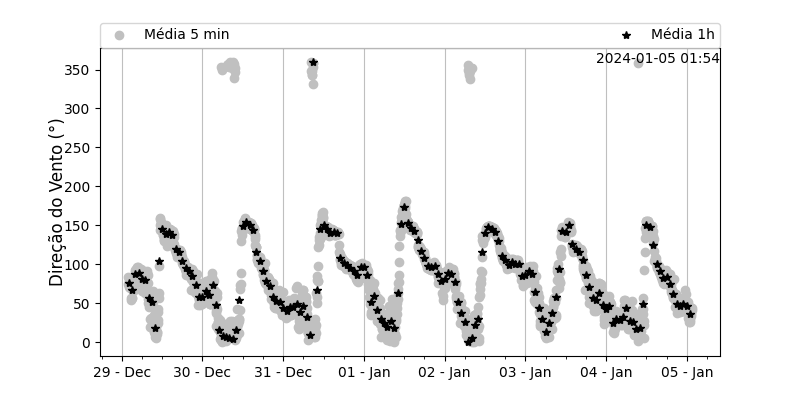 Média 5 min
Média 1h
2024-01-05 01:54
Direção do Vento (°)
350
300
250
200
150
100
50
0
29 - Dec
30 - Dec
31 - Dec
01 - Jan
02 - Jan
03 - Jan
04 - Jan
05 - Jan